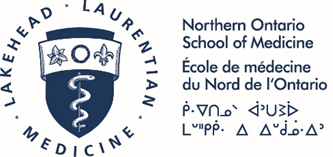 LAKEHEAD · LAURENTIAN
· MEDICINE ·
Northern Ontario
School of Medicine
École de médecine
du Nord de l'Ontario